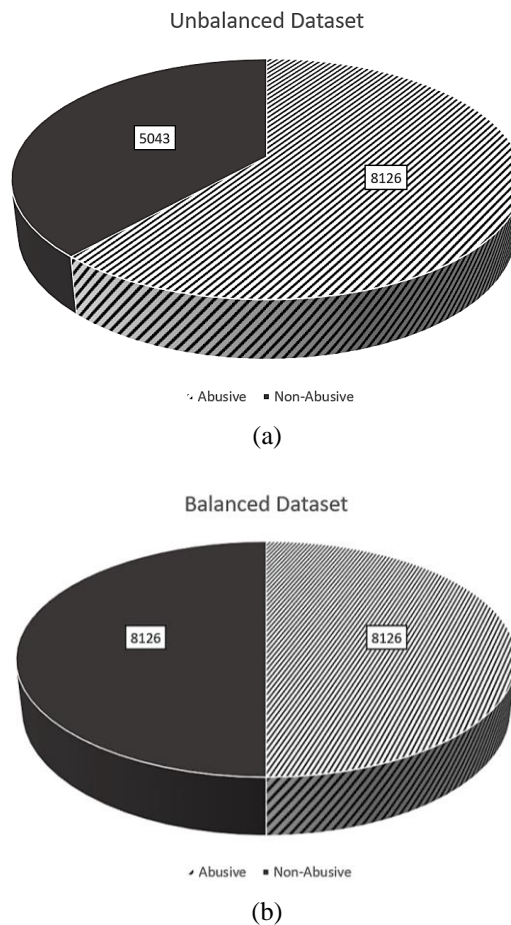 Unbalanced Dataset
5043
8126
Abusive Non-Abusive
(a)
Balanced Dataset
8126 8126
Abusive Non-Abusive
(b)